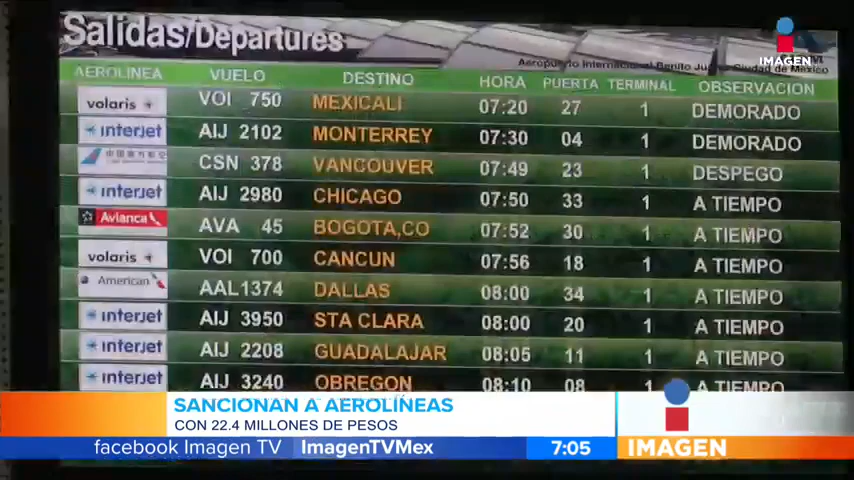 Salidas/Departures
IMAGEN
Aeropuerto Internacional Benito Juárez Ciudad de México
AEROLINEA VUELO DESTINO HORA PUERTA TERMINAL OBSERVACION
volaris VOI 750 MEXICALI 07:20 27 1 DEMORADO
interjet AIJ 2102 MONTERREY 07:30 04 1 DEMORADO
中国南方航空 CSN 378 VANCOUVER 07:49 23 1 DESPEGO
interjet AIJ 2980 CHICAGO 07:50 33 1 A TIEMPO
Avianca AVA 45 BOGOTA,CO 07:52 30 1 A TIEMPO
volaris VOI 700 CANCUN 07:56 18 1 A TIEMPO
American AAL1374 DALLAS 08:00 34 1 A TIEMPO
interjet AIJ 3950 STA CLARA 08:00 20 1 A TIEMPO
interjet AIJ 2208 GUADALAJAR 08:05 11 1 A TIEMPO
interjet AIJ 3240 OBREGON 08:10 08 1 A TIEMPO
SANCIONAN A AEROLÍNEAS
CON 22.4 MILLONES DE PESOS
facebook Imagen TV ImagenTVMex 7:05 IMAGEN